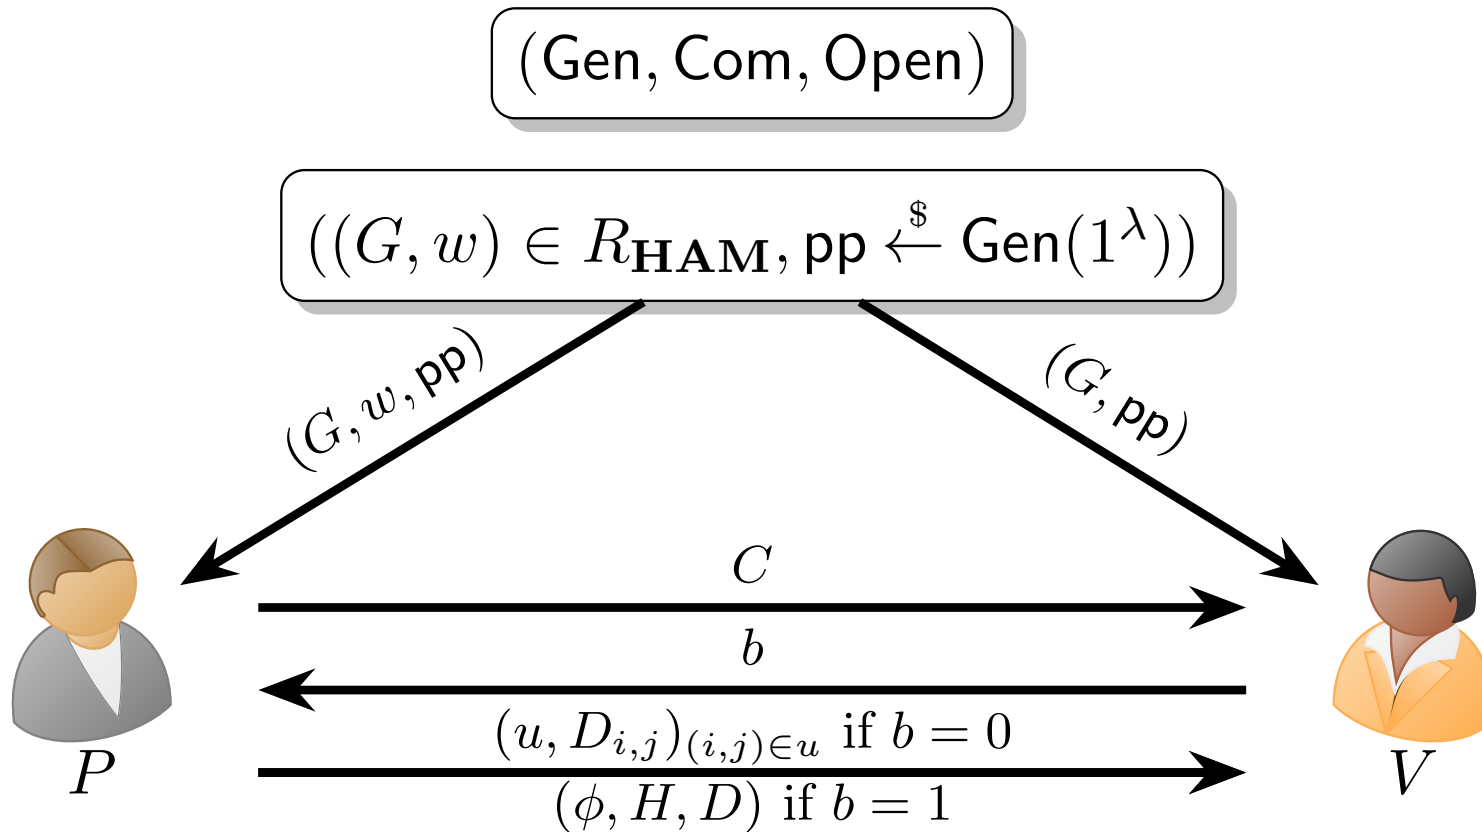 (Gen, Com, Open)
((G, w) ∈ R_HAM, pp ←$ Gen(1^λ))
(G, w, pp)
(G, pp)
C
b
(u, D_{i,j})_{(i,j)∈u} if b = 0
(ϕ, H, D) if b = 1
P
V